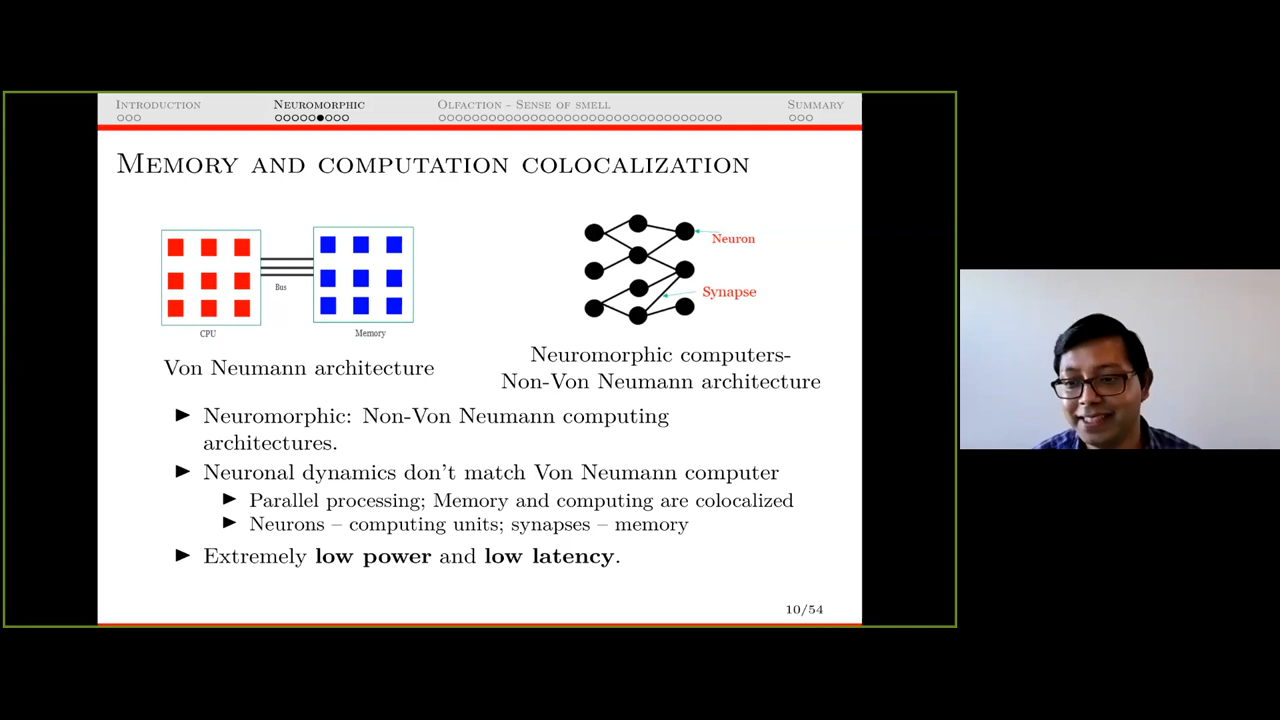 Introduction Neuromorphic Olfaction – Sense of smell Summary
Memory and computation colocalization
Neuron
Bus
Synapse
CPU Memory
Von Neumann architecture
Neuromorphic computers-
Non-Von Neumann architecture
► Neuromorphic: Non-Von Neumann computing
architectures.
► Neuronal dynamics don't match Von Neumann computer
► Parallel processing; Memory and computing are colocalized
► Neurons – computing units; synapses – memory
► Extremely low power and low latency.
10/54